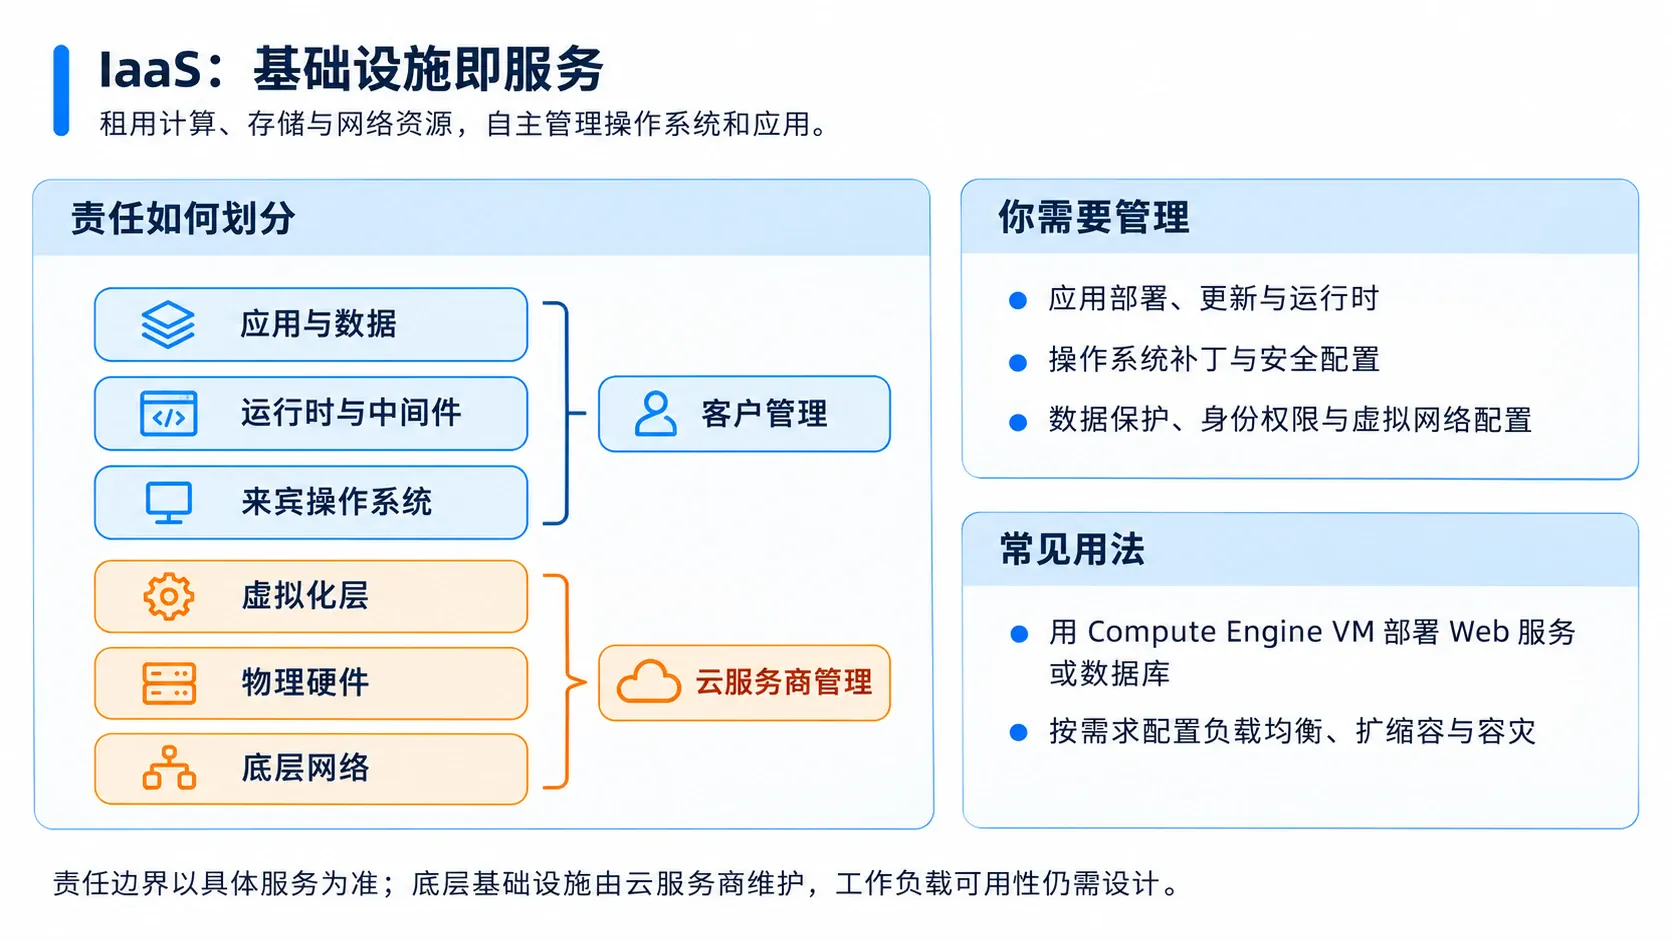 IaaS：基础设施即服务
租用计算、存储与网络资源，自主管理操作系统和应用。
责任如何划分
应用与数据
运行时与中间件
来宾操作系统
客户管理
虚拟化层
物理硬件
底层网络
云服务商管理
你需要管理
应用部署、更新与运行时
操作系统补丁与安全配置
数据保护、身份权限与虚拟网络配置
常见用法
用 Compute Engine VM 部署 Web 服务
或数据库
按需求配置负载均衡、扩缩容与容灾
责任边界以具体服务为准；底层基础设施由云服务商维护，工作负载可用性仍需设计。